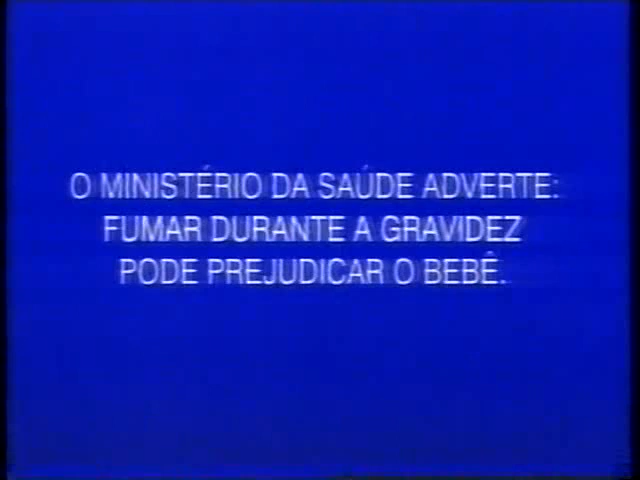 O MINISTÉRIO DA SAÚDE ADVERTE:
FUMAR DURANTE A GRAVIDEZ
PODE PREJUDICAR O BEBÊ.